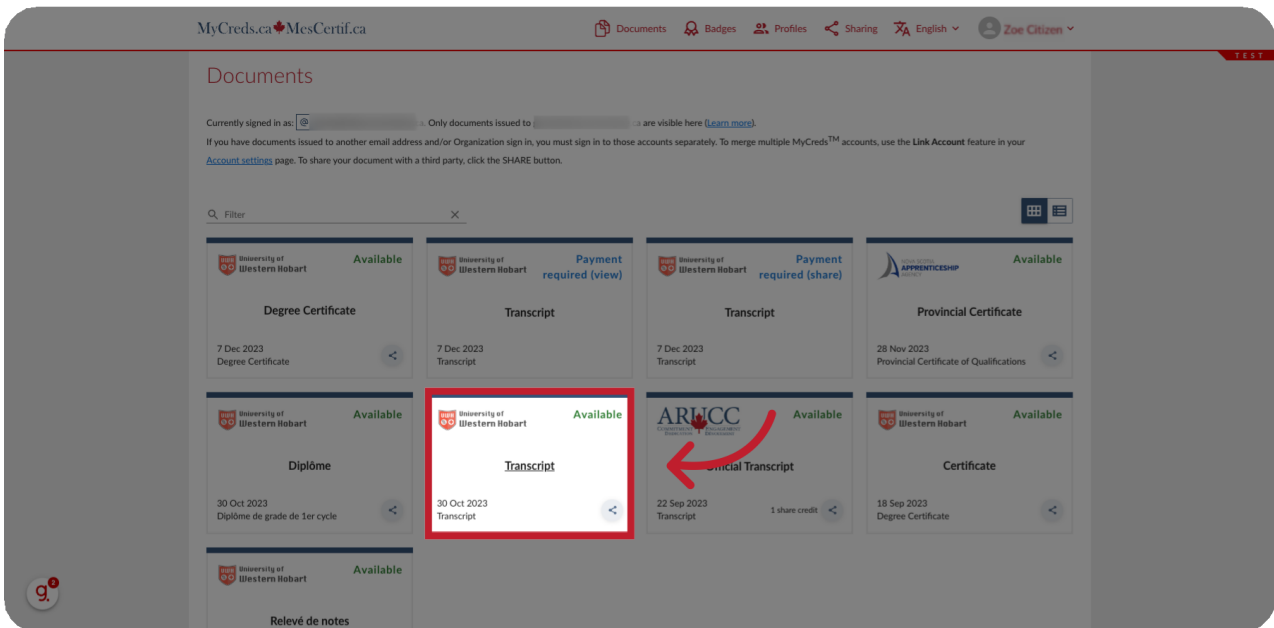 MyCreds.ca MesCertif.ca
Documents Badges Profiles Sharing English Zoe Citizen
TEST
Documents
Currently signed in as: @ . Only documents issued to a are visible here (Learn more).
If you have documents issued to another email address and/or Organization sign in, you must sign in to those accounts separately. To merge multiple MyCreds™ accounts, use the Link Account feature in your
Account settings page. To share your document with a third party, click the SHARE button.
Filter
University of Western Hobart
Available
Degree Certificate
7 Dec 2023
Degree Certificate
University of Western Hobart
Payment
required (view)
Transcript
7 Dec 2023
Transcript
University of Western Hobart
Payment
required (share)
Transcript
7 Dec 2023
Transcript
NOVA SCOTIA
APPRENTICESHIP
AGENCY
Available
Provincial Certificate
28 Nov 2023
Provincial Certificate of Qualifications
University of Western Hobart
Available
Diplôme
30 Oct 2023
Diplôme de grade de 1er cycle
University of Western Hobart
Available
Transcript
30 Oct 2023
Transcript
ARUCC
Available
Official Transcript
22 Sep 2023
Transcript
1 share credit
University of Western Hobart
Available
Certificate
18 Sep 2023
Degree Certificate
University of Western Hobart
Available
Relevé de notes
g.
2